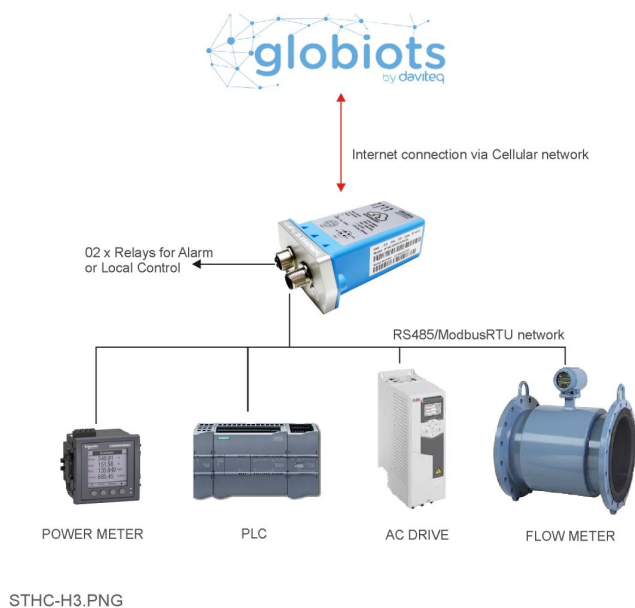 globiots
by daviteq
Internet connection via Cellular network
02 x Relays for Alarm
or Local Control
RS485/ModbusRTU network
POWER METER
PLC
AC DRIVE
FLOW METER
STHC-H3.PNG